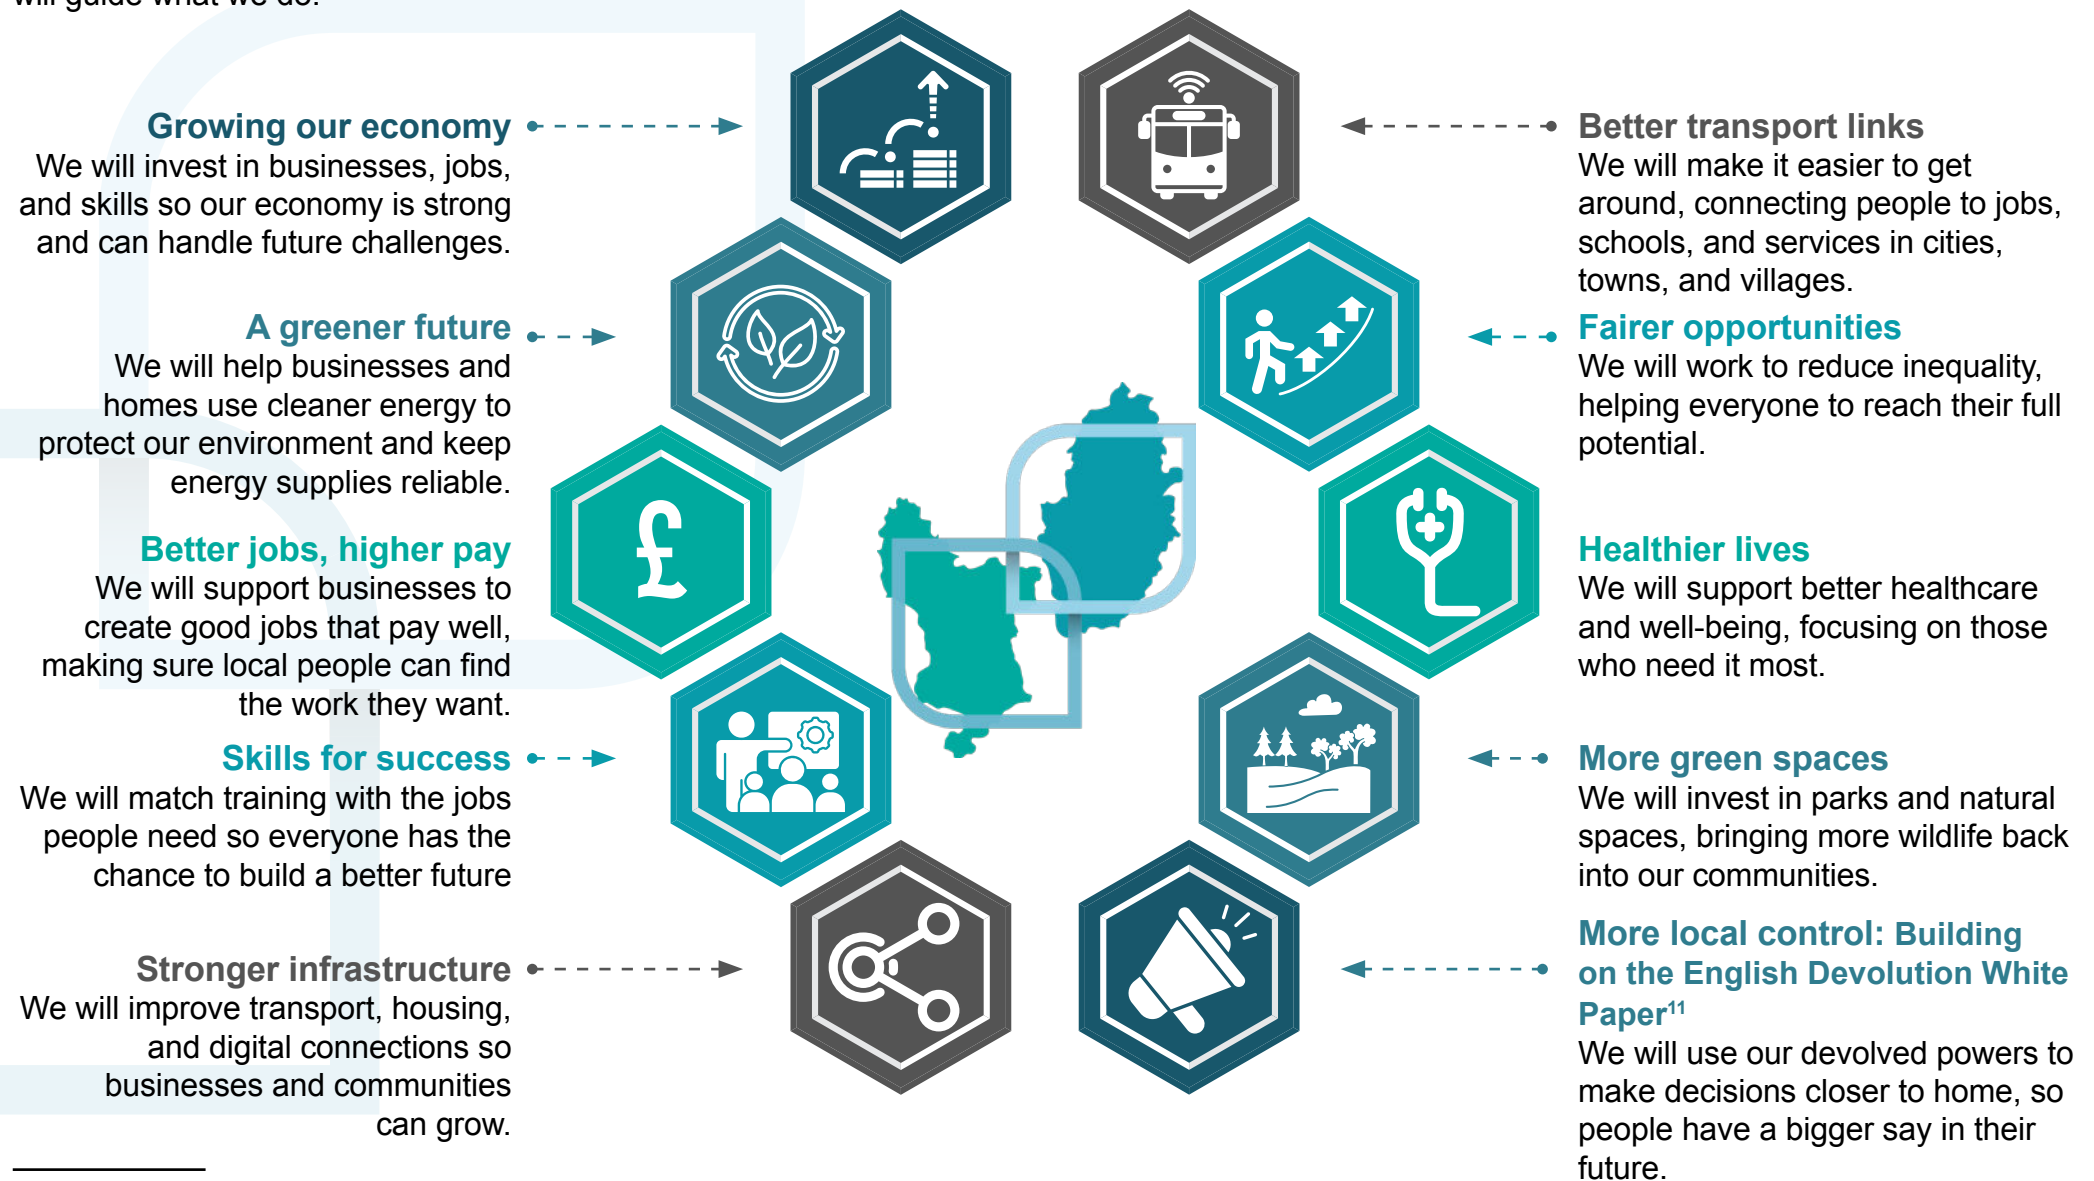 will guide what we do.
Growing our economy
We will invest in businesses, jobs,
and skills so our economy is strong
and can handle future challenges.
A greener future
We will help businesses and
homes use cleaner energy to
protect our environment and keep
energy supplies reliable.
Better jobs, higher pay
We will support businesses to
create good jobs that pay well,
making sure local people can find
the work they want.
Skills for success
We will match training with the jobs
people need so everyone has the
chance to build a better future
Stronger infrastructure
We will improve transport, housing,
and digital connections so
businesses and communities
can grow.
£
Better transport links
We will make it easier to get
around, connecting people to jobs,
schools, and services in cities,
towns, and villages.
Fairer opportunities
We will work to reduce inequality,
helping everyone to reach their full
potential.
Healthier lives
We will support better healthcare
and well-being, focusing on those
who need it most.
More green spaces
We will invest in parks and natural
spaces, bringing more wildlife back
into our communities.
More local control: Building
on the English Devolution White
Paper¹¹
We will use our devolved powers to
make decisions closer to home, so
people have a bigger say in their
future.